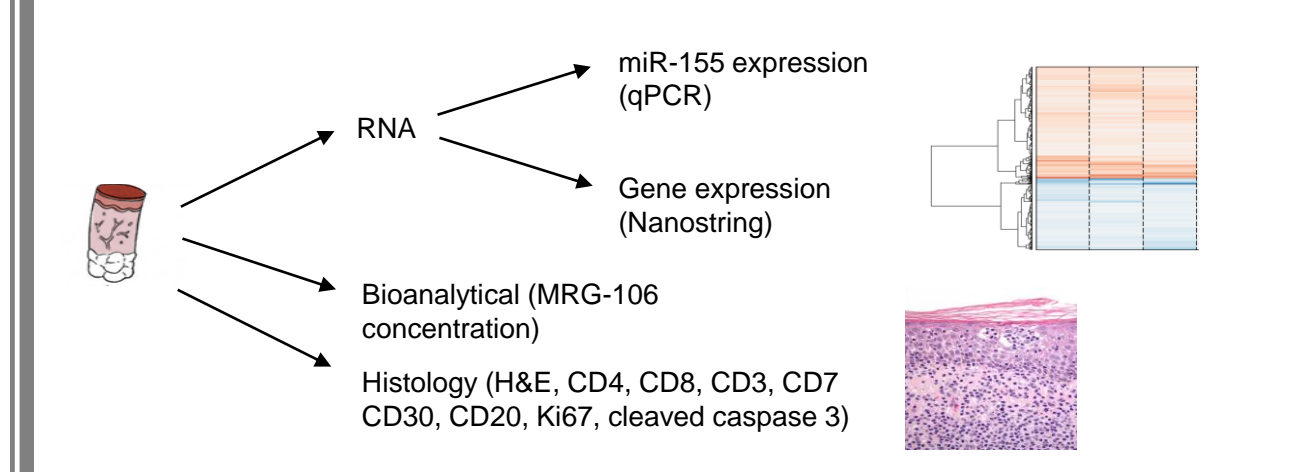 miR-155 expression
(qPCR)
RNA
Gene expression
(Nanostring)
Bioanalytical (MRG-106
concentration)
Histology (H&E, CD4, CD8, CD3, CD7
CD30, CD20, Ki67, cleaved caspase 3)